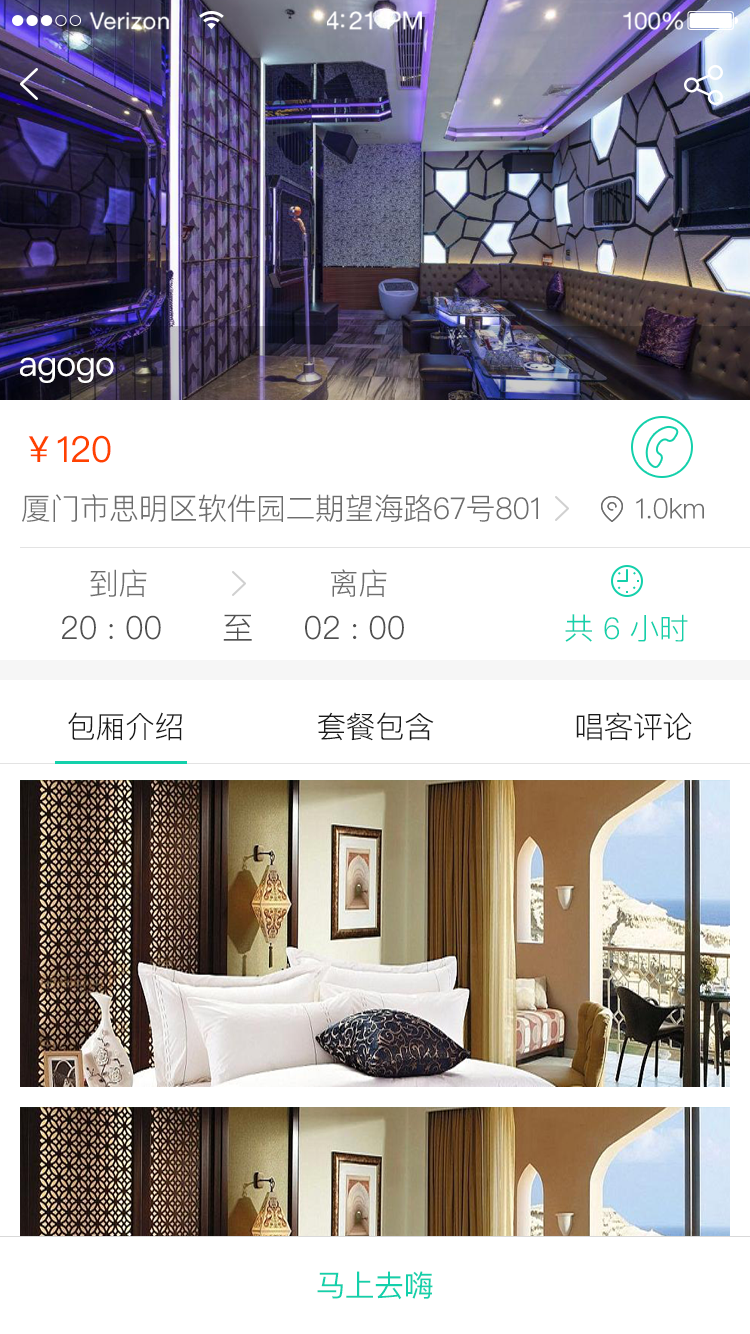 Verizon 4:21 PM 100%
agogo
￥120
厦门市思明区软件园二期望海路67号801 1.0km
到店 离店
20 : 00 至 02 : 00 共 6 小时
包厢介绍 套餐包含 唱客评论
马上去嗨